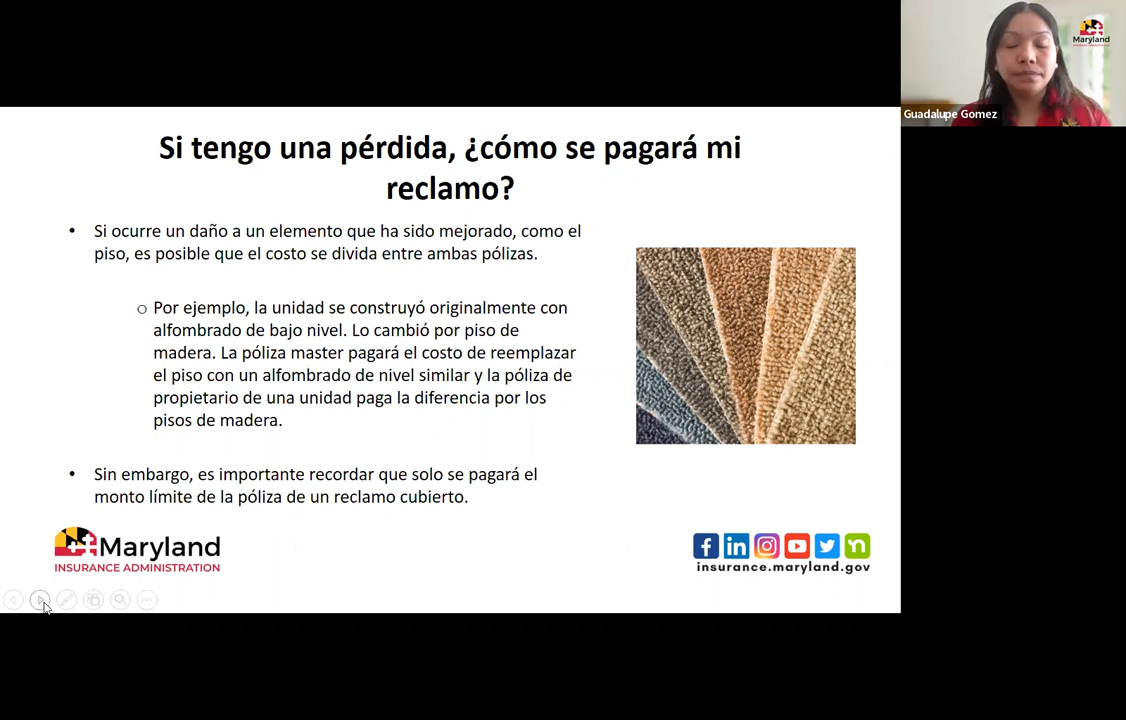 Si tengo una pérdida, ¿cómo se pagará mi
reclamo?
• Si ocurre un daño a un elemento que ha sido mejorado, como el
piso, es posible que el costo se divida entre ambas pólizas.
o Por ejemplo, la unidad se construyó originalmente con
alfombrado de bajo nivel. Lo cambió por piso de
madera. La póliza master pagará el costo de reemplazar
el piso con un alfombrado de nivel similar y la póliza de
propietario de una unidad paga la diferencia por los
pisos de madera.
• Sin embargo, es importante recordar que solo se pagará el
monto límite de la póliza de un reclamo cubierto.
Maryland
INSURANCE ADMINISTRATION
insurance.maryland.gov
Maryland
Guadalupe Gomez